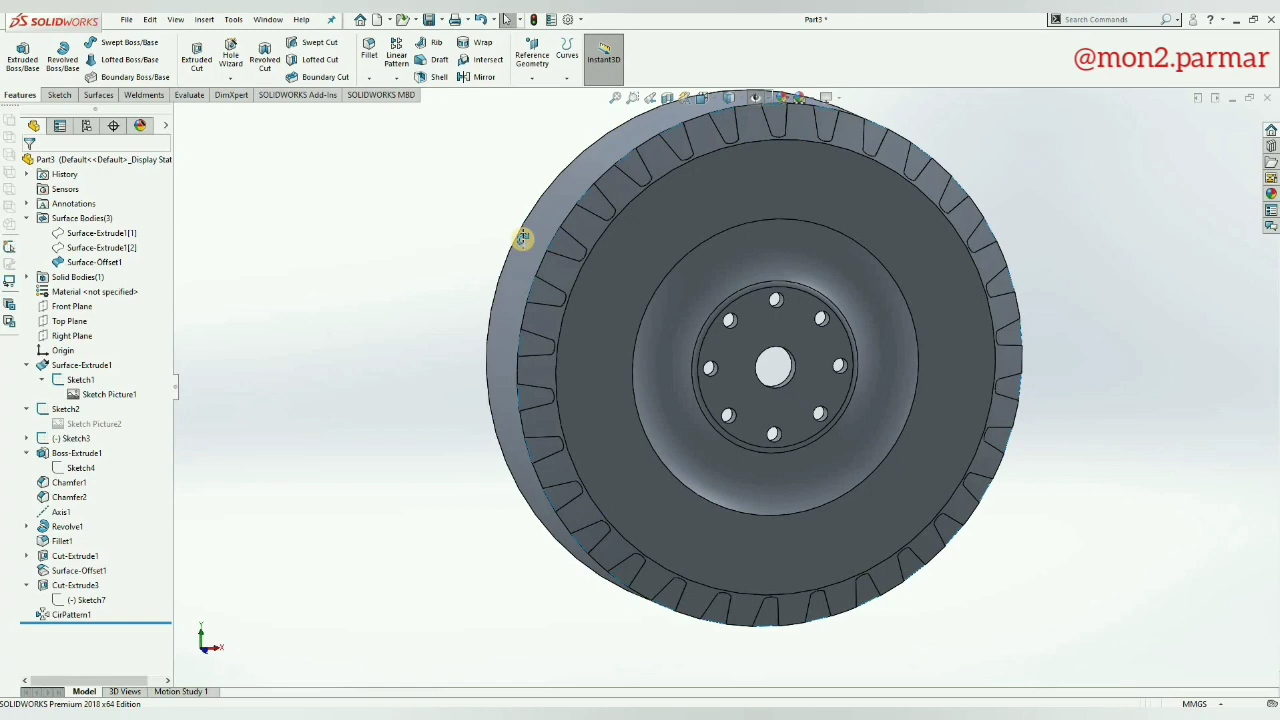 SOLIDWORKS File Edit View Insert Tools Window Help Part3 * Search Commands
@mon2.parmar
Extruded Boss/Base
Revolved Boss/Base
Swept Boss/Base
Lofted Boss/Base
Boundary Boss/Base
Extruded Cut
Hole Wizard
Revolved Cut
Swept Cut
Lofted Cut
Boundary Cut
Fillet
Linear Pattern
Rib
Draft
Shell
Wrap
Intersect
Mirror
Reference Geometry
Curves
Instant3D
Features Sketch Surfaces Weldments Evaluate DimXpert SOLIDWORKS Add-Ins SOLIDWORKS MBD
Part3 (Default<<Default>_Display Stat
History
Sensors
Annotations
Surface Bodies(3)
Surface-Extrude1[1]
Surface-Extrude1[2]
Surface-Offset1
Solid Bodies(1)
Material <not specified>
Front Plane
Top Plane
Right Plane
Origin
Surface-Extrude1
Sketch1
Sketch Picture1
Sketch2
Sketch Picture2
(-) Sketch3
Boss-Extrude1
Sketch4
Chamfer1
Chamfer2
Axis1
Revolve1
Fillet1
Cut-Extrude1
Surface-Offset1
Cut-Extrude3
(-) Sketch7
CirPattern1
Y
X
Model 3D Views Motion Study 1
SOLIDWORKS Premium 2018 x64 Edition MMGS